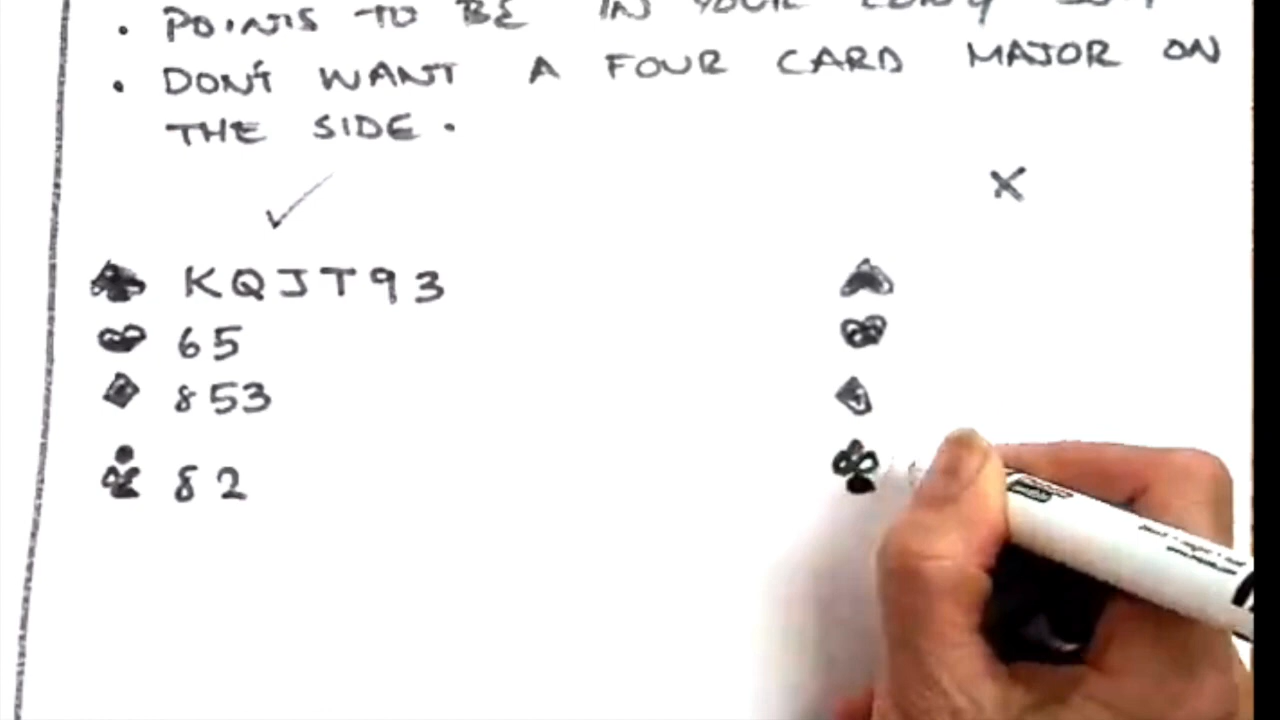 • POINTS TO BE IN YOUR LONG SUIT
• DON'T WANT A FOUR CARD MAJOR ON
THE SIDE.
✓
X
♠ KQJT93
♥ 65
♦ 853
♣ 82
♠
♥
♦
♣